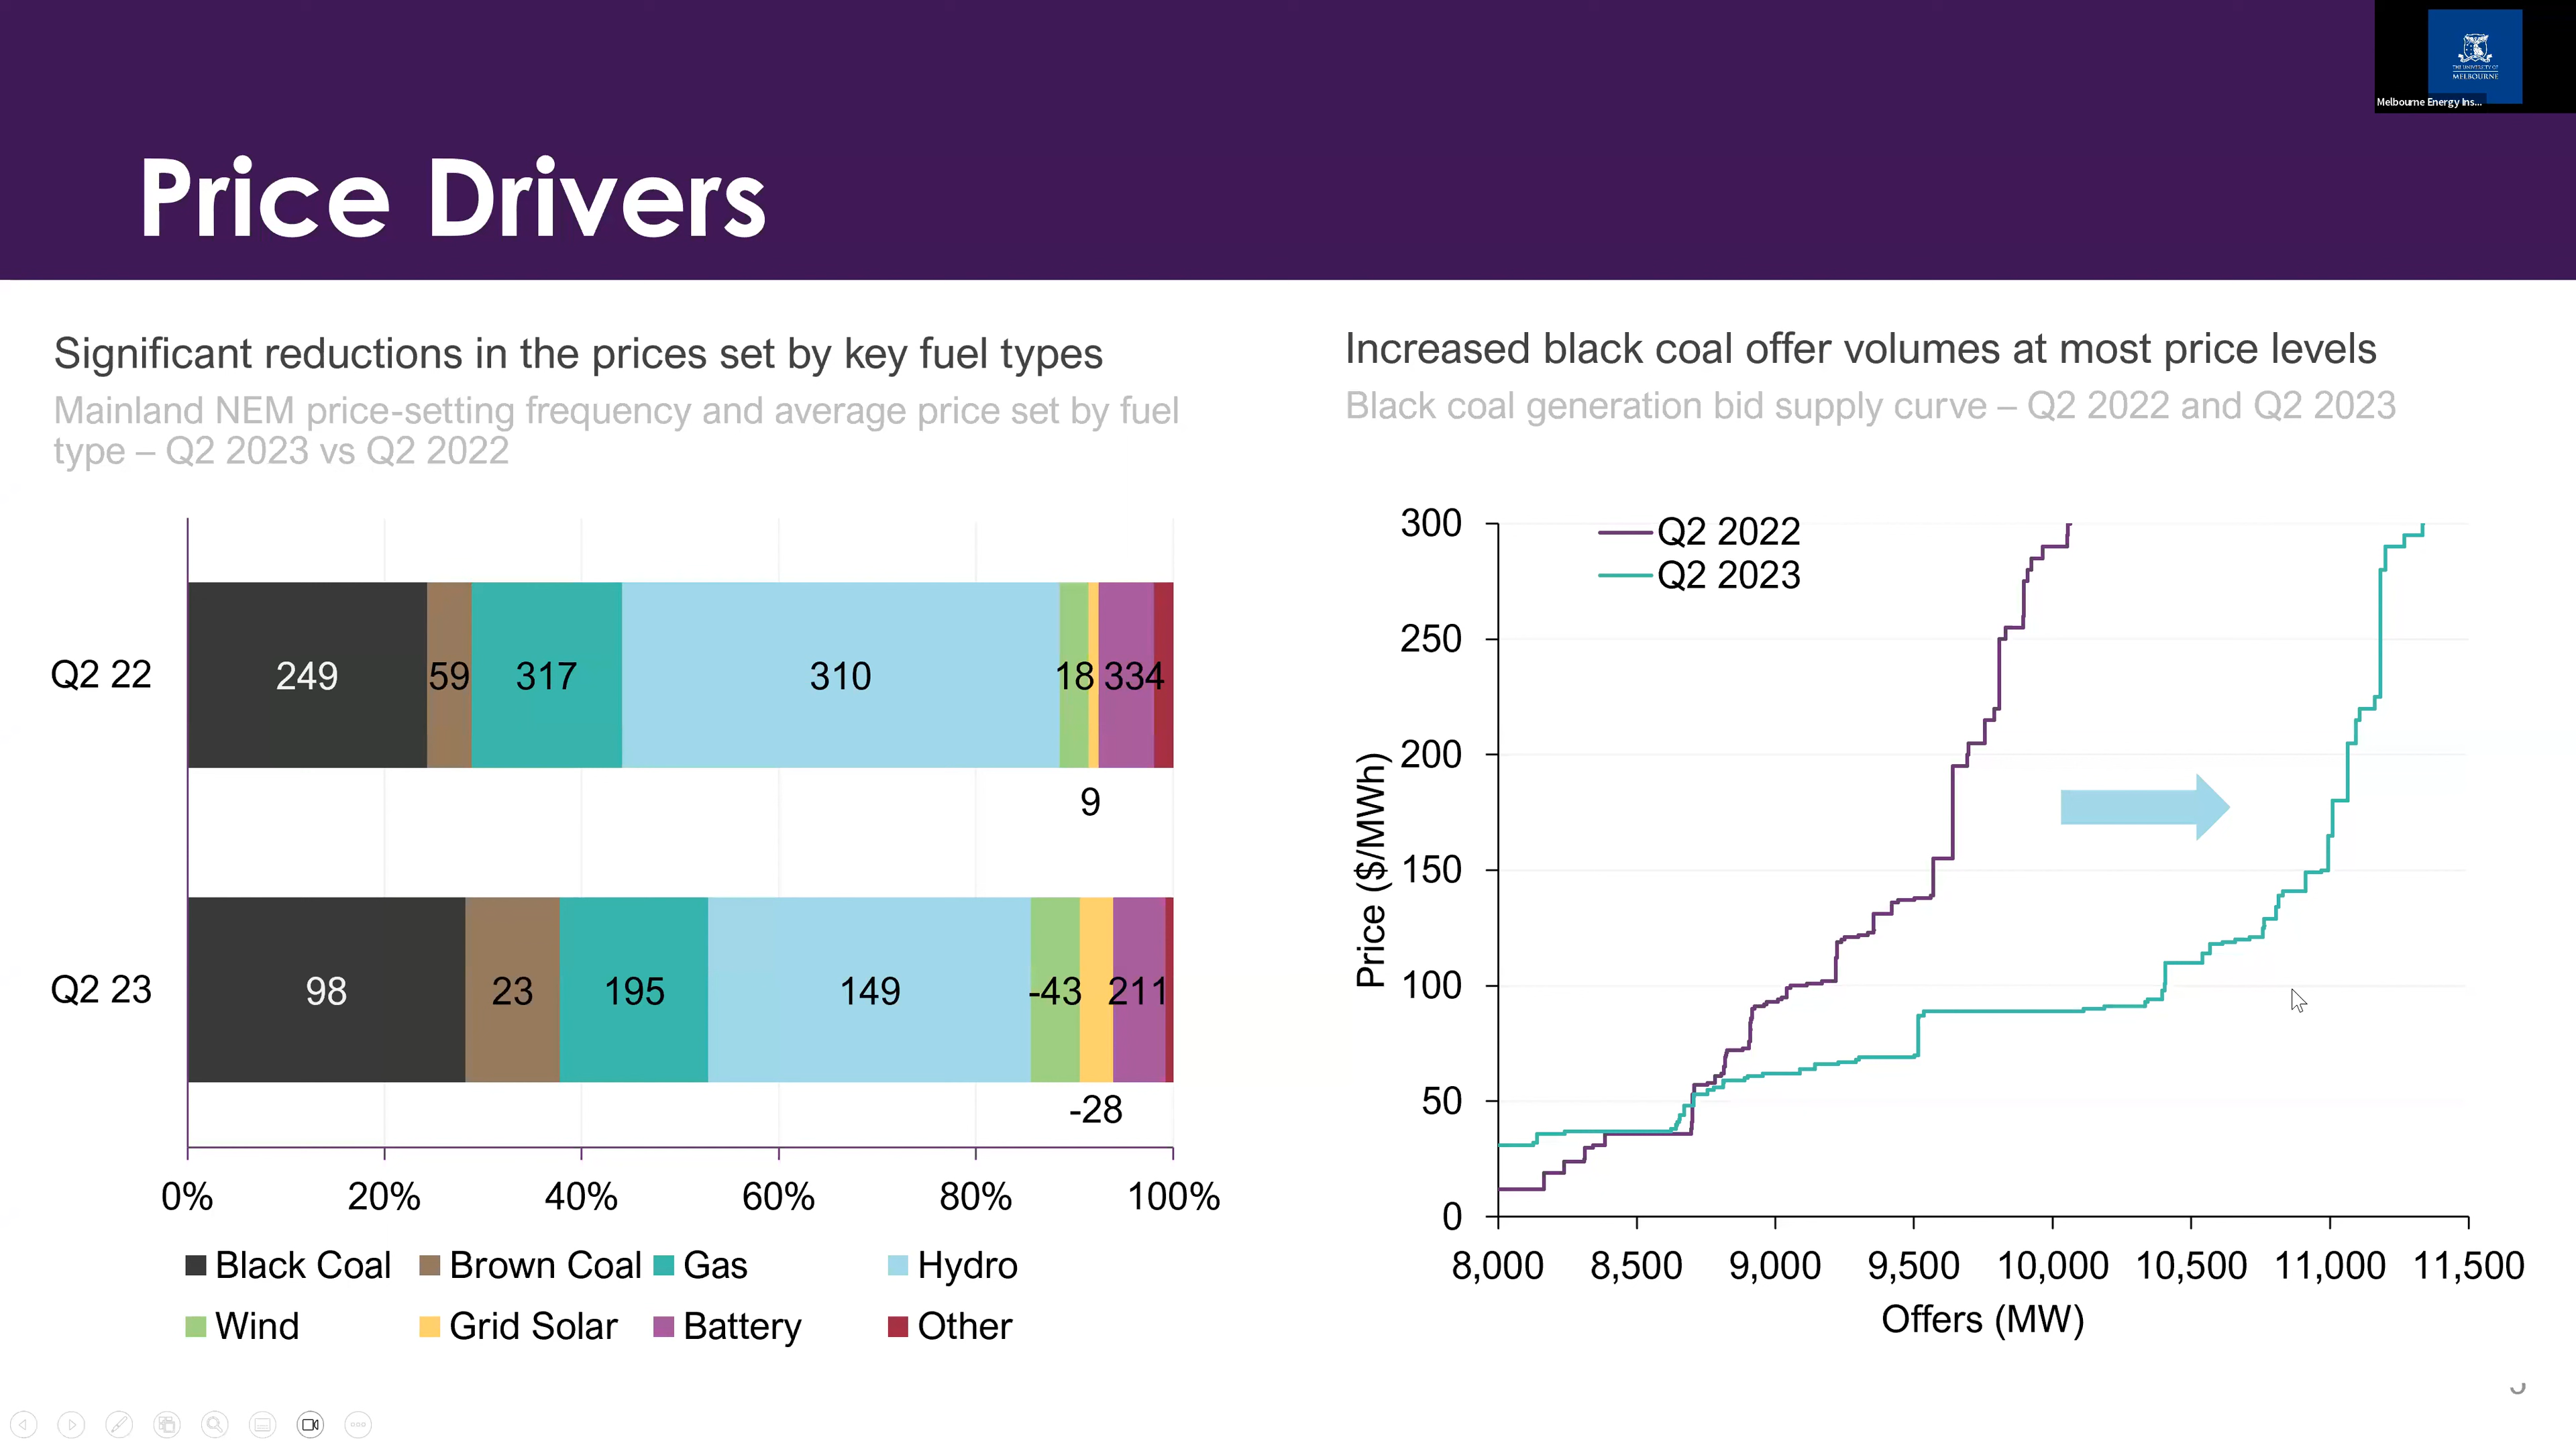 THE UNIVERSITY OF
MELBOURNE
Melbourne Energy Ins...
Price Drivers
Significant reductions in the prices set by key fuel types
Mainland NEM price-setting frequency and average price set by fuel
type – Q2 2023 vs Q2 2022
Q2 22
249
59
317
310
18
334
9
Q2 23
98
23
195
149
-43
211
-28
0%
20%
40%
60%
80%
100%
Black Coal
Brown Coal
Gas
Hydro
Wind
Grid Solar
Battery
Other
Increased black coal offer volumes at most price levels
Black coal generation bid supply curve – Q2 2022 and Q2 2023
Q2 2022
Q2 2023
Price ($/MWh)
300
250
200
150
100
50
0
8,000
8,500
9,000
9,500
10,000
10,500
11,000
11,500
Offers (MW)